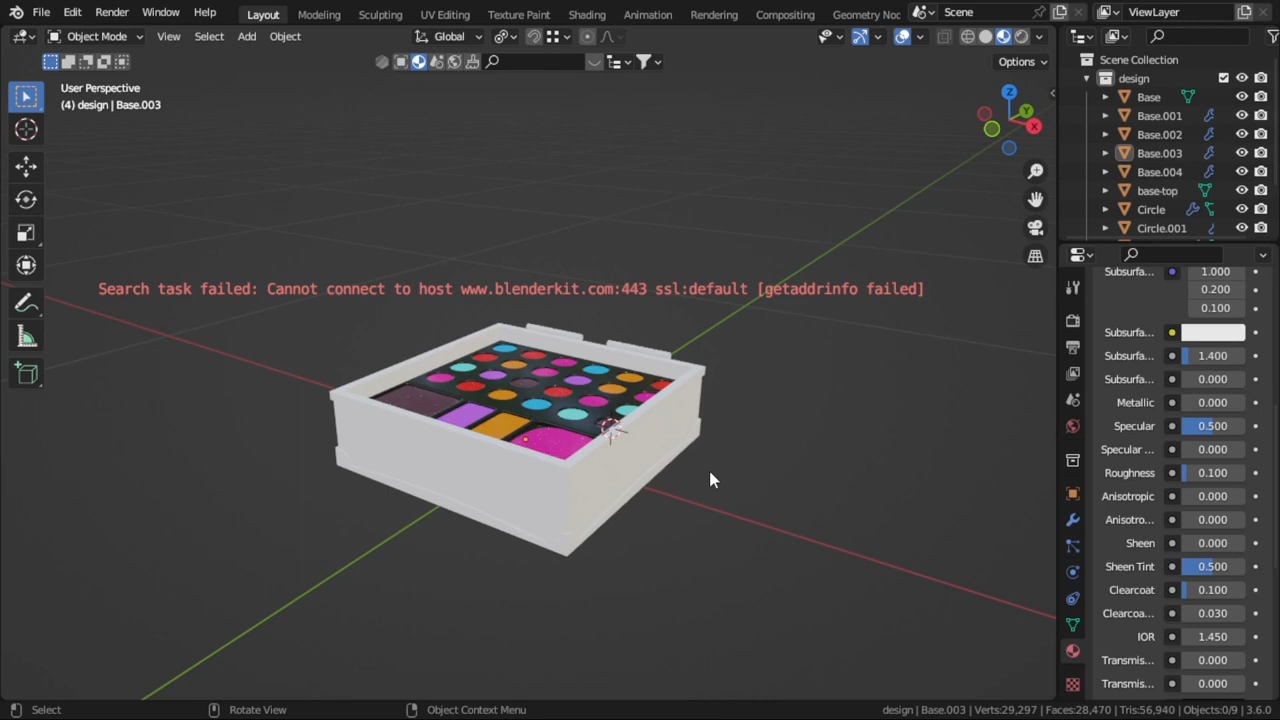 File Edit Render Window Help Layout Modeling Sculpting UV Editing Texture Paint Shading Animation Rendering Compositing Geometry Noc Scene ViewLayer
Object Mode View Select Add Object Global
Options
User Perspective
(4) design | Base.003
Z
Y
X
Search task failed: Cannot connect to host www.blenderkit.com:443 ssl:default [getaddrinfo failed]
Scene Collection
design
Base
Base.001
Base.002
Base.003
Base.004
base-top
Circle
Circle.001
Subsurfa... 1.000
0.200
0.100
Subsurfa...
Subsurfa... 1.400
Subsurfa... 0.000
Metallic 0.000
Specular 0.500
Specular ... 0.000
Roughness 0.100
Anisotropic 0.000
Anisotro... 0.000
Sheen 0.000
Sheen Tint 0.500
Clearcoat 0.100
Clearcoa... 0.030
IOR 1.450
Transmis... 0.000
Transmis... 0.000
Select Rotate View Object Context Menu design | Base.003 | Verts:29,297 | Faces:28,470 | Tris:56,940 | Objects:0/9 | 3.6.0